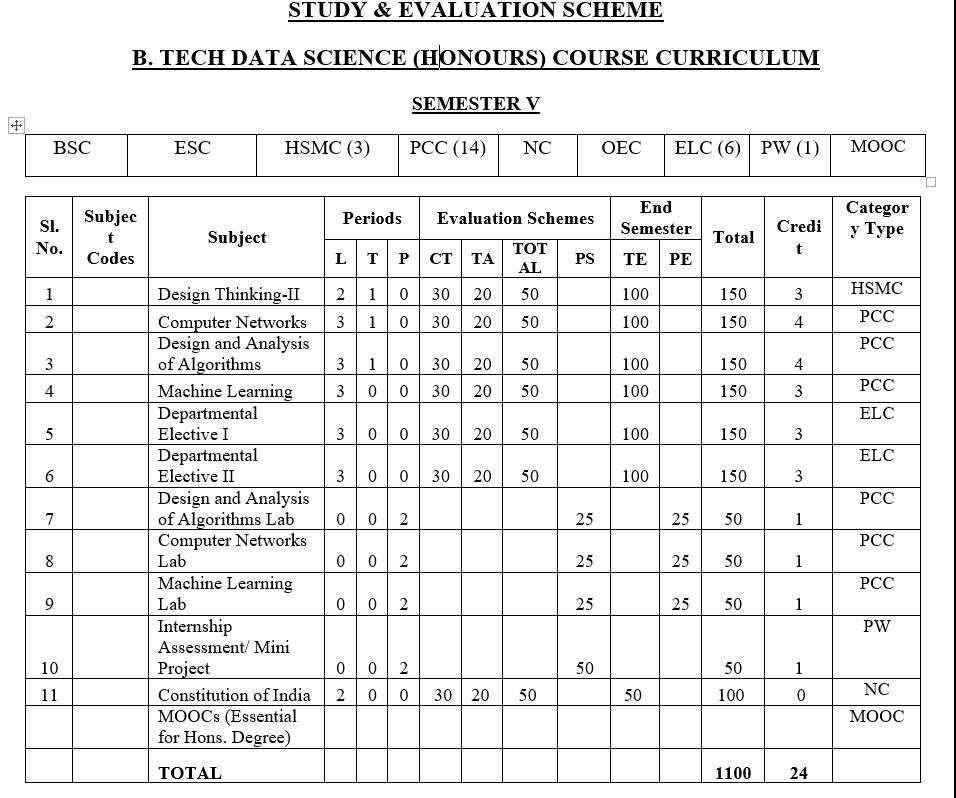 STUDY & EVALUATION SCHEME
B. TECH DATA SCIENCE (HONOURS) COURSE CURRICULUM
SEMESTER V
BSC ESC HSMC (3) PCC (14) NC OEC ELC (6) PW (1) MOOC
Sl. No. Subjec t Codes Subject Periods Evaluation Schemes End Semester Total Credi t Categor y Type
L T P CT TA TOT AL PS TE PE
1 Design Thinking-II 2 1 0 30 20 50 100 150 3 HSMC
2 Computer Networks 3 1 0 30 20 50 100 150 4 PCC
Design and Analysis PCC
3 of Algorithms 3 1 0 30 20 50 100 150 4
4 Machine Learning 3 0 0 30 20 50 100 150 3 PCC
Departmental ELC
5 Elective I 3 0 0 30 20 50 100 150 3
Departmental ELC
6 Elective II 3 0 0 30 20 50 100 150 3
Design and Analysis PCC
7 of Algorithms Lab 0 0 2 25 25 50 1
Computer Networks PCC
8 Lab 0 0 2 25 25 50 1
Machine Learning PCC
9 Lab 0 0 2 25 25 50 1
Internship PW
Assessment/ Mini
10 Project 0 0 2 50 50 1
11 Constitution of India 2 0 0 30 20 50 50 100 0 NC
MOOCs (Essential MOOC
for Hons. Degree)
TOTAL 1100 24